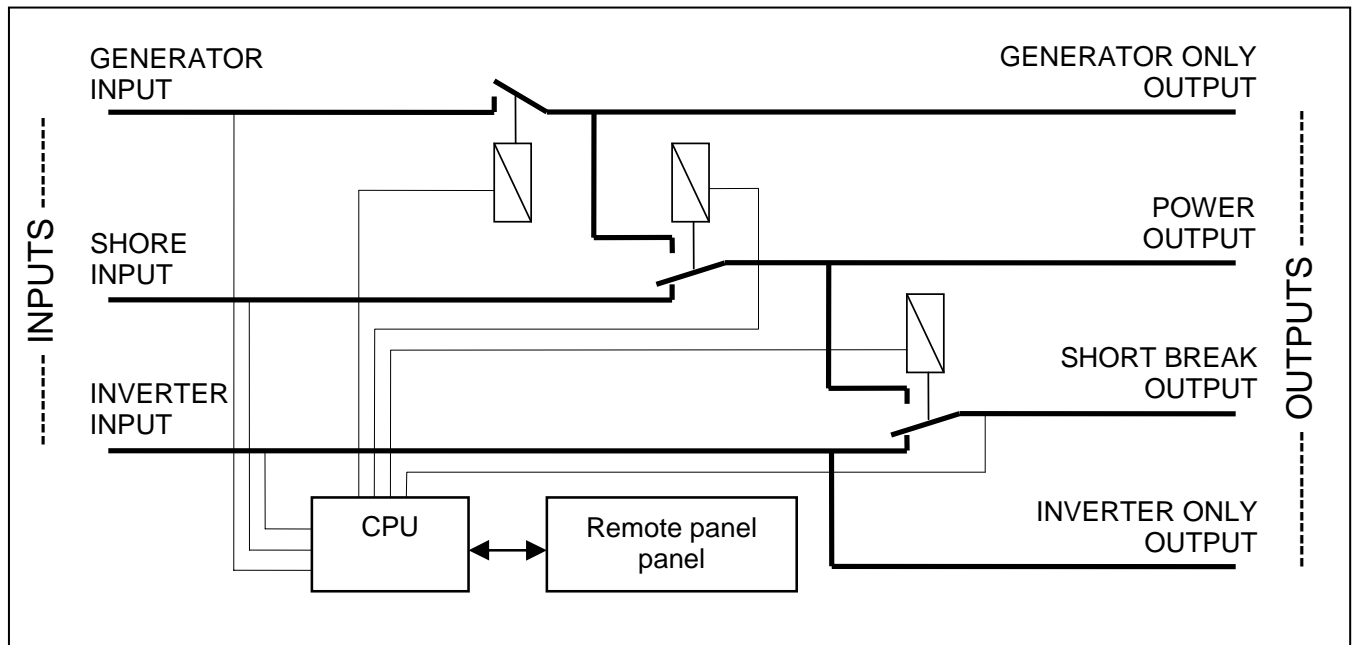 GENERATOR
INPUT
GENERATOR ONLY
OUTPUT
INPUTS
SHORE
INPUT
POWER
OUTPUT
INVERTER
INPUT
SHORT BREAK
OUTPUT
OUTPUTS
CPU
Remote panel
panel
INVERTER ONLY
OUTPUT